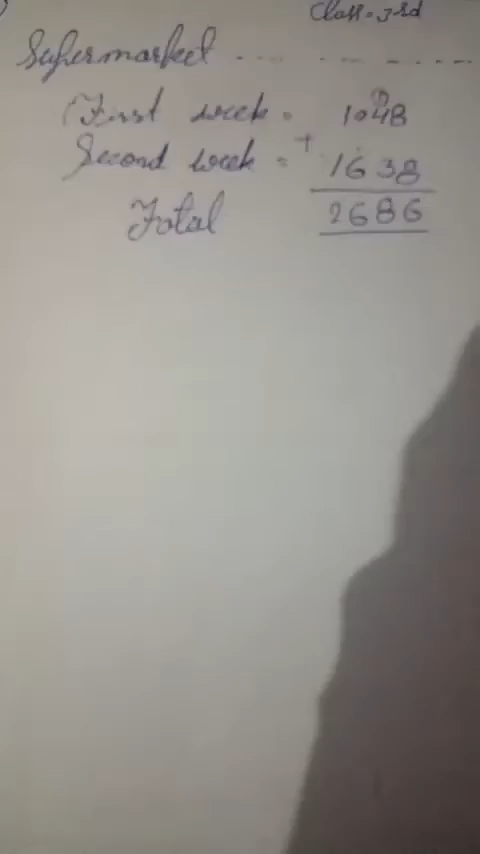 Class = 3rd
Supermarket ..... .. ... - . - ....
First week = 1048
Second week = + 1638
Total 2686